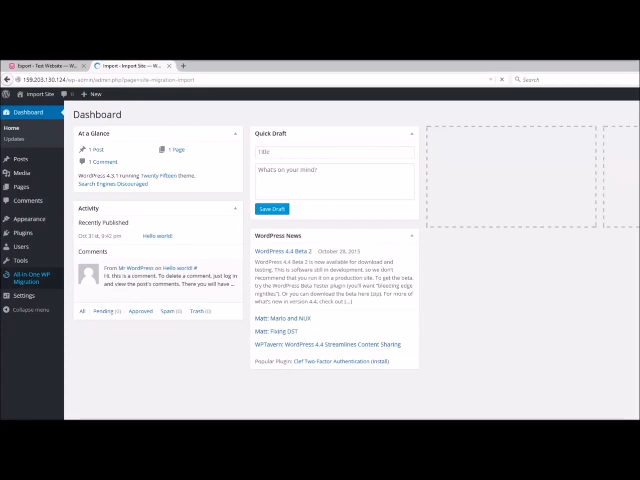 Export - Test Website — W...
Import - Import Site — W...
159.203.130.124/wp-admin/admin.php?page=site-migration-import
Search
Import Site
0
New
Dashboard
Home
Updates
Posts
Media
Pages
Comments
Appearance
Plugins
Users
Tools
All-in-One WP
Migration
Settings
Collapse menu
Dashboard
At a Glance
1 Post
1 Page
1 Comment
WordPress 4.3.1 running Twenty Fifteen theme.
Search Engines Discouraged
Activity
Recently Published
Oct 31st, 9:42 pm
Hello world!
Comments
From Mr WordPress on Hello world! #
Hi, this is a comment. To delete a comment, just log in
and view the post's comments. There you will have ...
All | Pending (0) | Approved | Spam (0) | Trash (0)
Quick Draft
Title
What's on your mind?
Save Draft
WordPress News
WordPress 4.4 Beta 2 October 28, 2015
WordPress 4.4 Beta 2 is now available for download and
testing. This is software still in development, so we don't
recommend that you run it on a production site. To get the beta,
try the WordPress Beta Tester plugin (you'll want "bleeding edge
nightlies"). Or you can download the beta here (zip). For more of
what's new in version 4.4, check out [...]
Matt: Mario and NUX
Matt: Fixing DST
WPTavern: WordPress 4.4 Streamlines Content Sharing
Popular Plugin: Clef Two-Factor Authentication (Install)